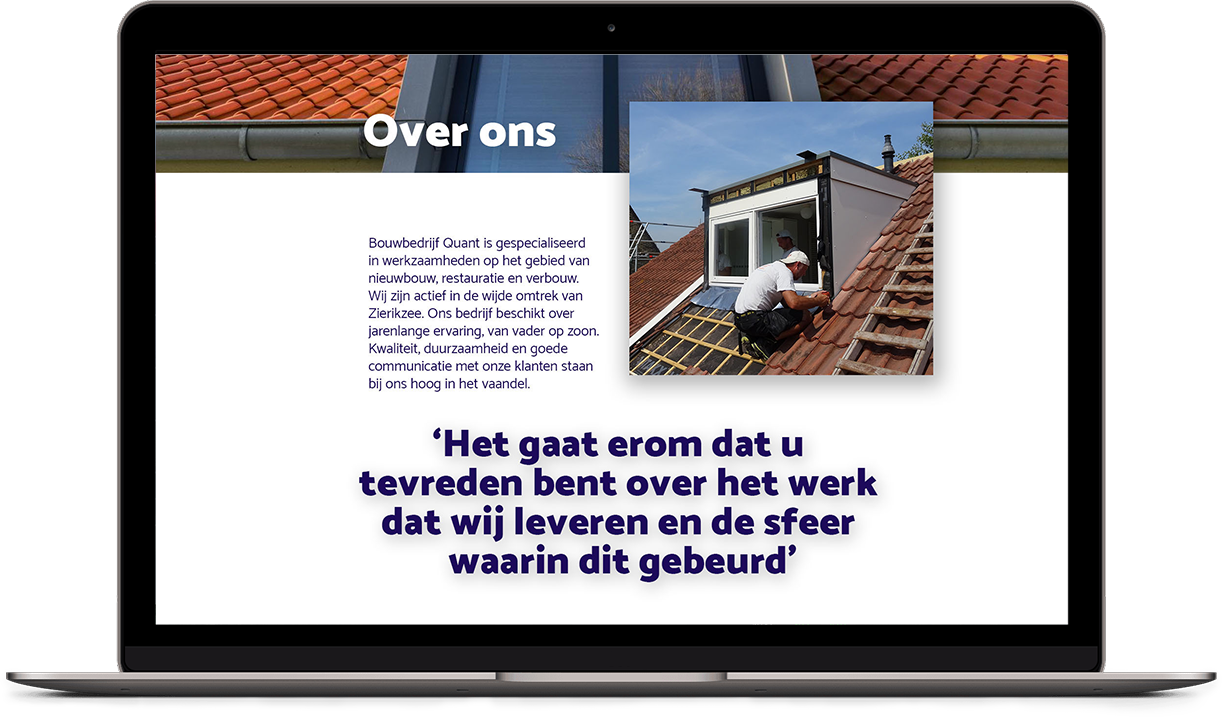 Over ons
Bouwbedrijf Quant is gespecialiseerd
in werkzaamheden op het gebied van
nieuwbouw, restauratie en verbouw.
Wij zijn actief in de wijde omtrek van
Zierikzee. Ons bedrijf beschikt over
jarenlange ervaring, van vader op zoon.
Kwaliteit, duurzaamheid en goede
communicatie met onze klanten staan
bij ons hoog in het vaandel.
‘Het gaat erom dat u
tevreden bent over het werk
dat wij leveren en de sfeer
waarin dit gebeurd’